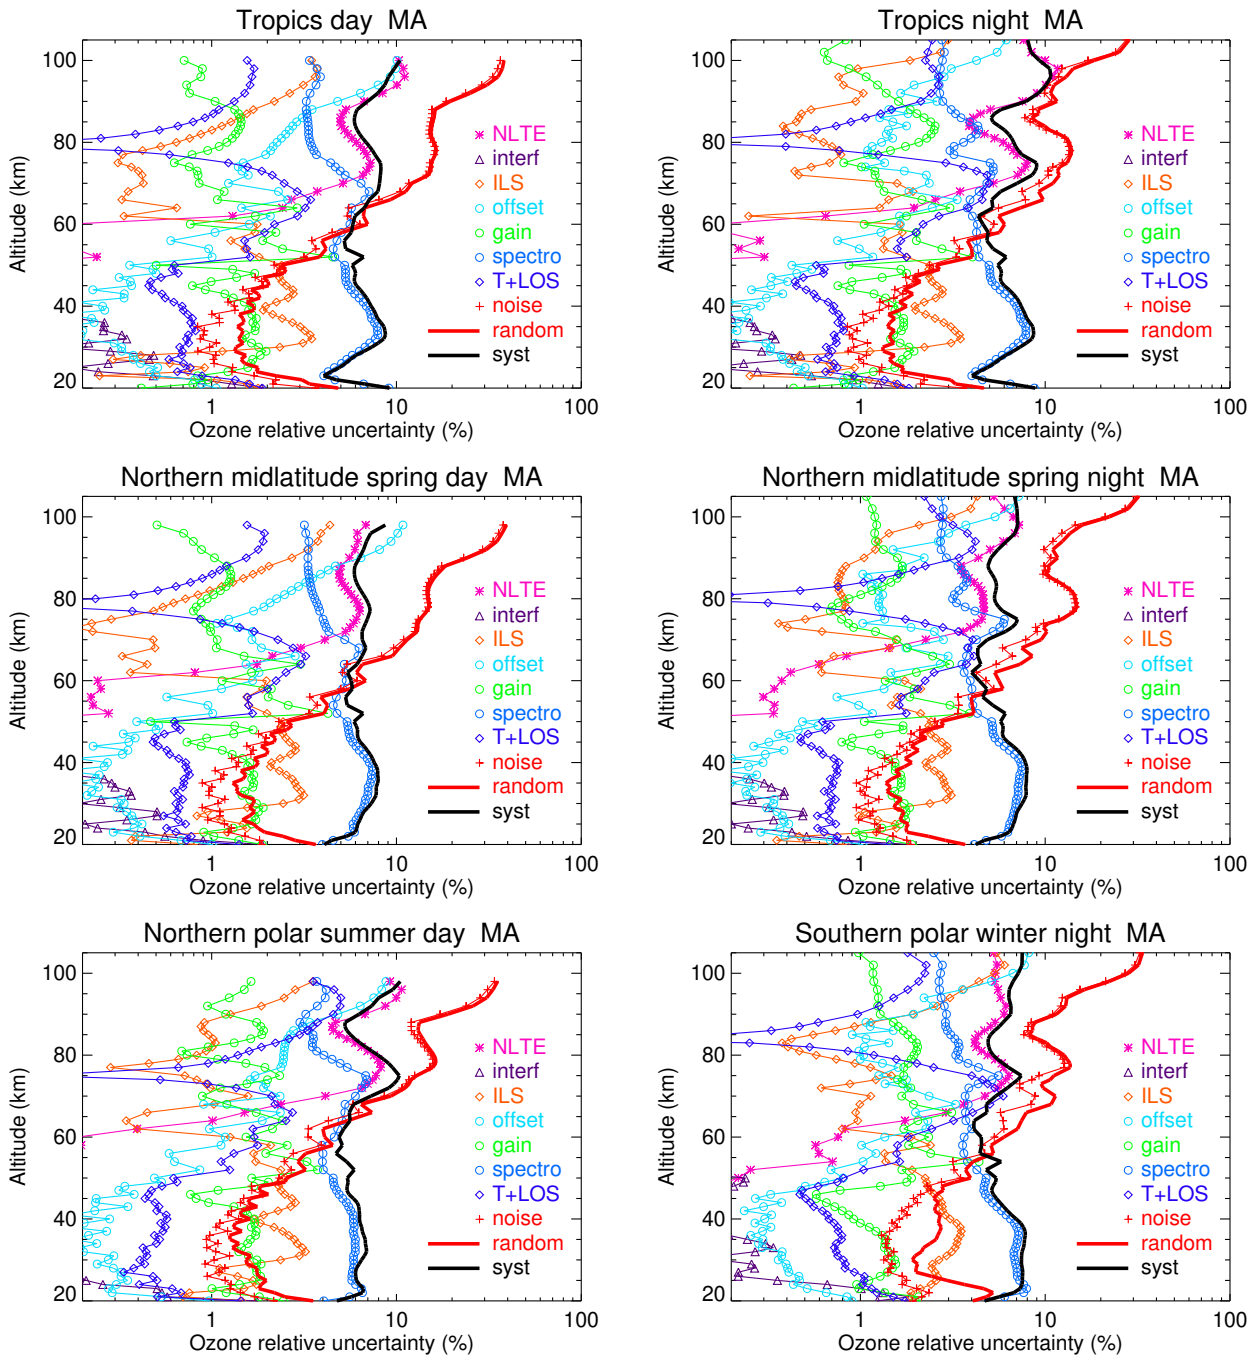 Tropics day MA
Altitude (km)
100
80
60
40
20
NLTE
interf
ILS
offset
gain
spectro
T+LOS
noise
random
syst
1
10
100
Ozone relative uncertainty (%)
Tropics night MA
Altitude (km)
100
80
60
40
20
NLTE
interf
ILS
offset
gain
spectro
T+LOS
noise
random
syst
1
10
100
Ozone relative uncertainty (%)
Northern midlatitude spring day MA
Altitude (km)
100
80
60
40
20
NLTE
interf
ILS
offset
gain
spectro
T+LOS
noise
random
syst
1
10
100
Ozone relative uncertainty (%)
Northern midlatitude spring night MA
Altitude (km)
100
80
60
40
20
NLTE
interf
ILS
offset
gain
spectro
T+LOS
noise
random
syst
1
10
100
Ozone relative uncertainty (%)
Northern polar summer day MA
Altitude (km)
100
80
60
40
20
NLTE
interf
ILS
offset
gain
spectro
T+LOS
noise
random
syst
1
10
100
Ozone relative uncertainty (%)
Southern polar winter night MA
Altitude (km)
100
80
60
40
20
NLTE
interf
ILS
offset
gain
spectro
T+LOS
noise
random
syst
1
10
100
Ozone relative uncertainty (%)